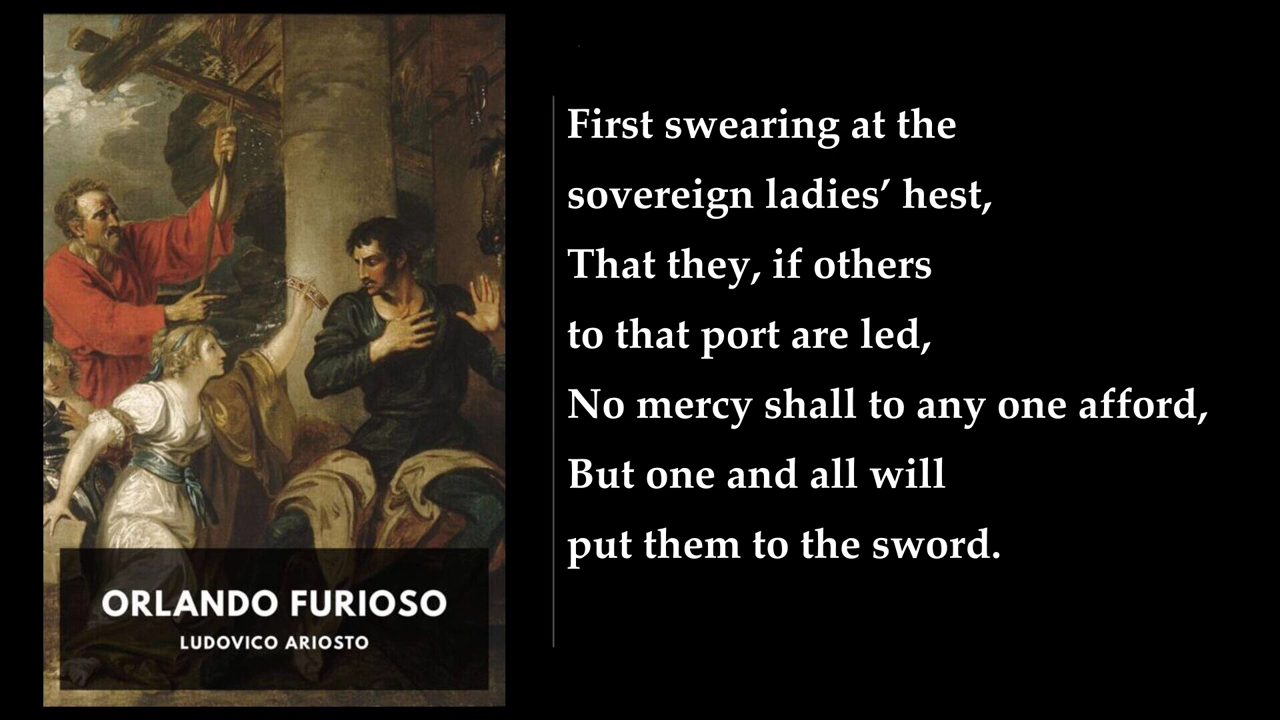 ORLANDO FURIOSO
LUDOVICO ARIOSTO
First swearing at the
sovereign ladies’ hest,
That they, if others
to that port are led,
No mercy shall to any one afford,
But one and all will
put them to the sword.